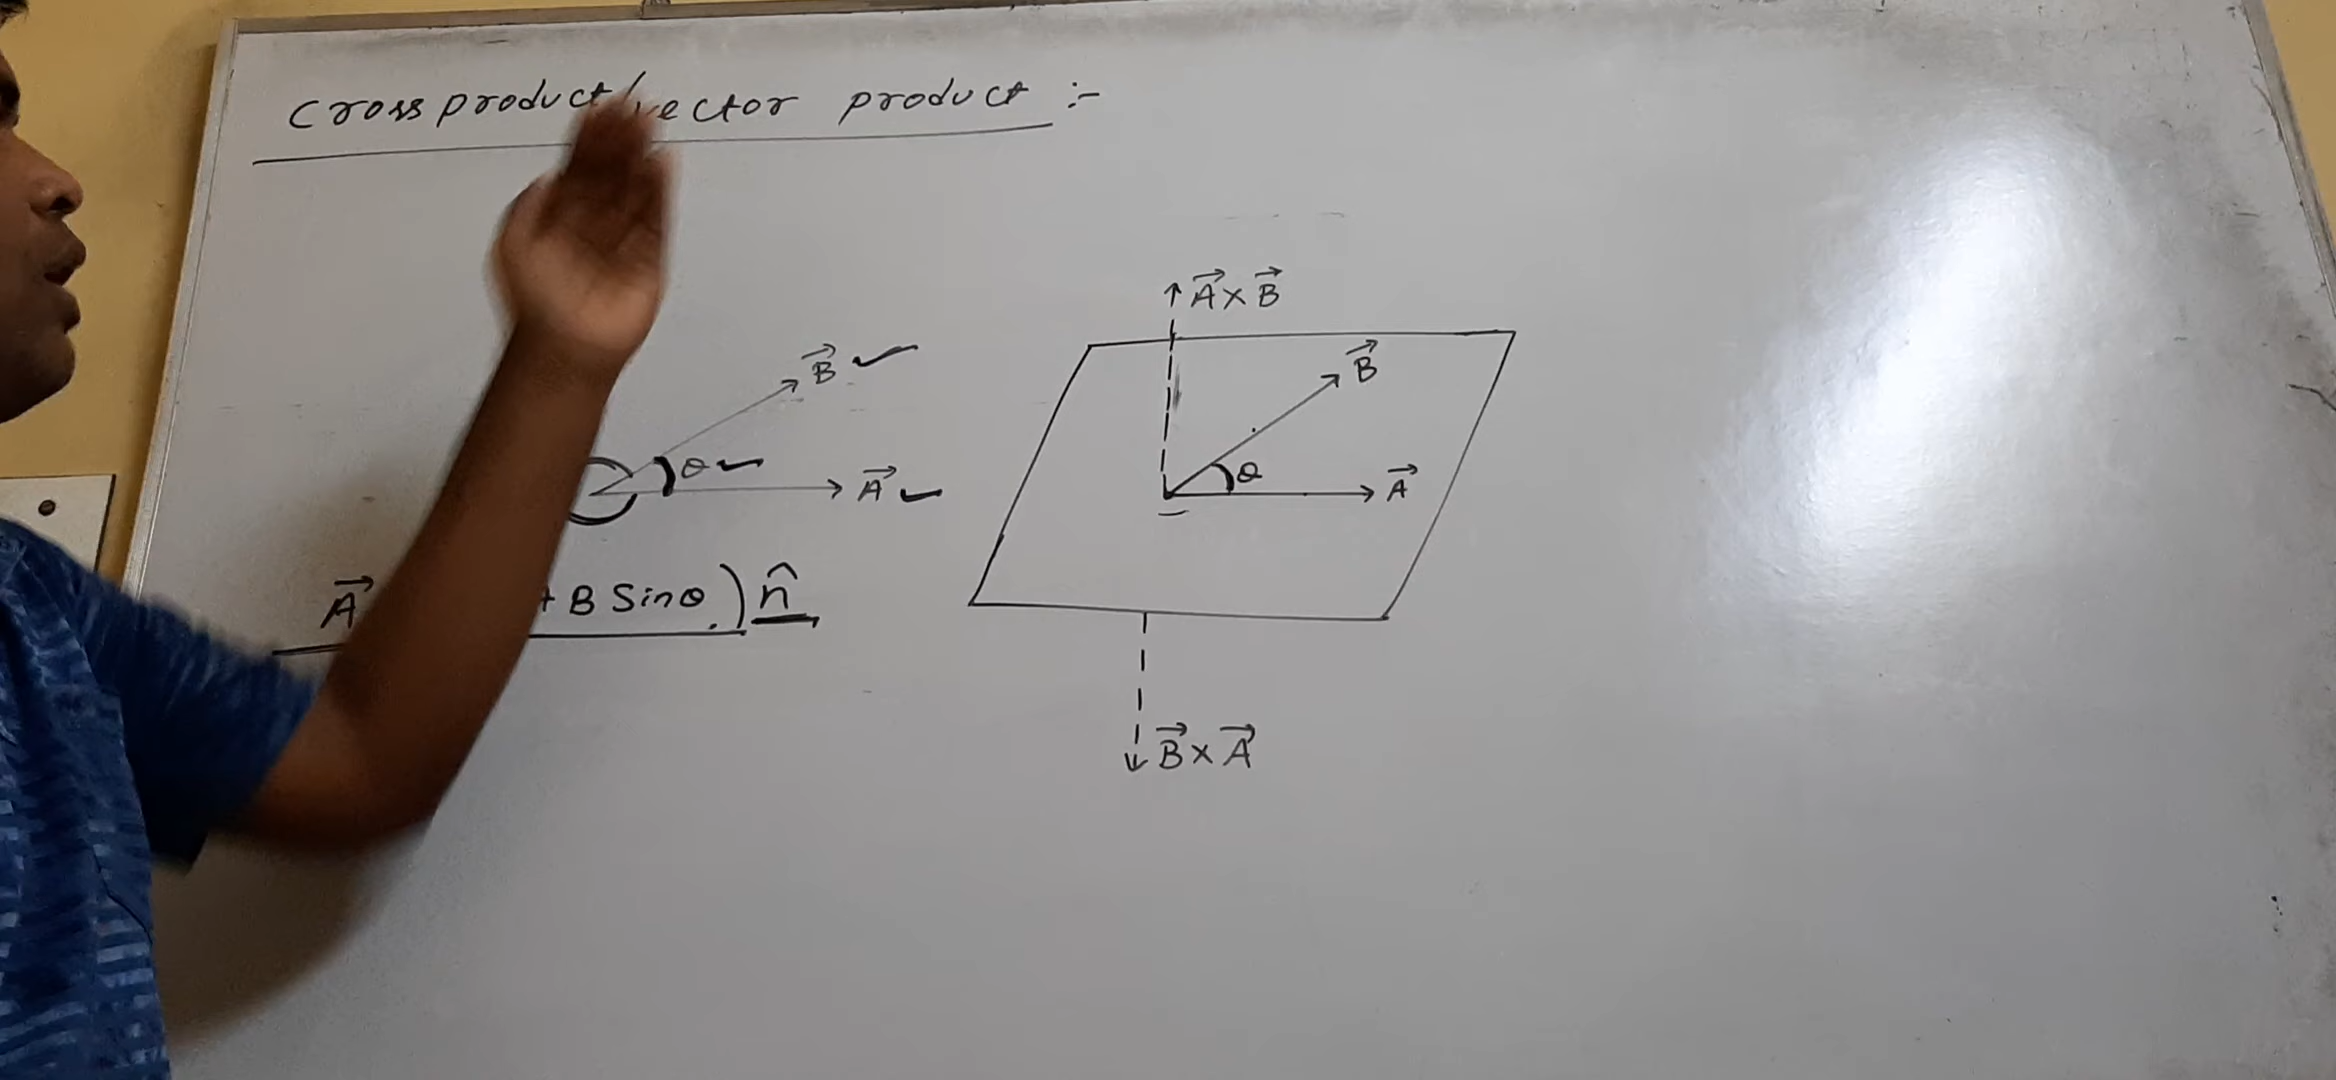 Cross product/vector product :-
A⃗×B⃗
B⃗
B⃗
θ
A⃗
θ
A⃗
A⃗ B Sinθ.) n̂
B⃗×A⃗